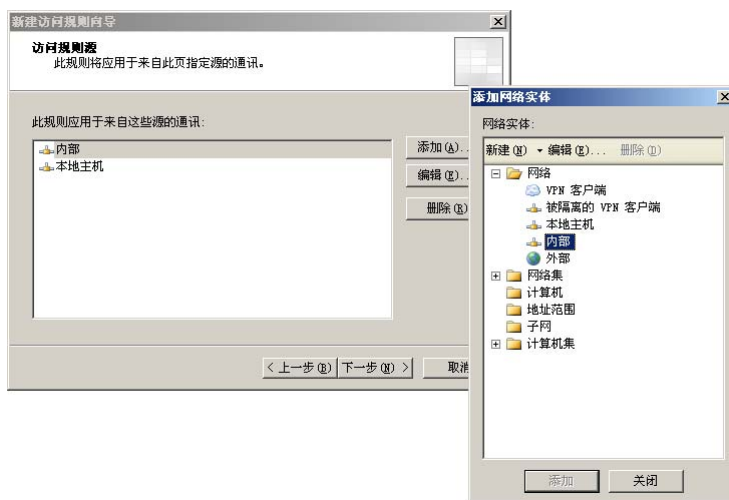 新建访问规则向导
访问规则源
此规则将应用于来自此页指定源的通讯。
此规则应用于来自这些源的通讯:
内部
本地主机
添加(A)..
编辑(E)..
删除(R)
< 上一步(B)
下一步(N) >
取消
添加网络实体
网络实体:
新建(N) 编辑(E)... 删除(D)
网络
VPN 客户端
被隔离的 VPN 客户端
本地主机
内部
外部
网络集
计算机
地址范围
子网
计算机集
添加
关闭